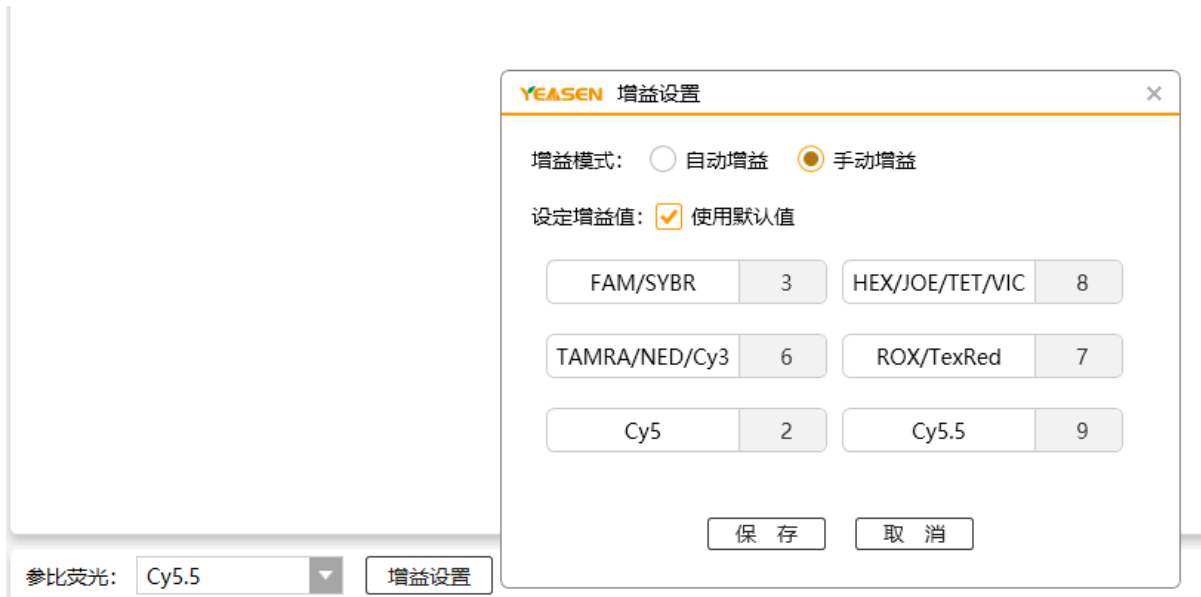 YEASEN 增益设置
增益模式： 自动增益 手动增益
设定增益值： 使用默认值
FAM/SYBR 3 HEX/JOE/TET/VIC 8
TAMRA/NED/Cy3 6 ROX/TexRed 7
Cy5 2 Cy5.5 9
保 存 取 消
参比荧光： Cy5.5 增益设置